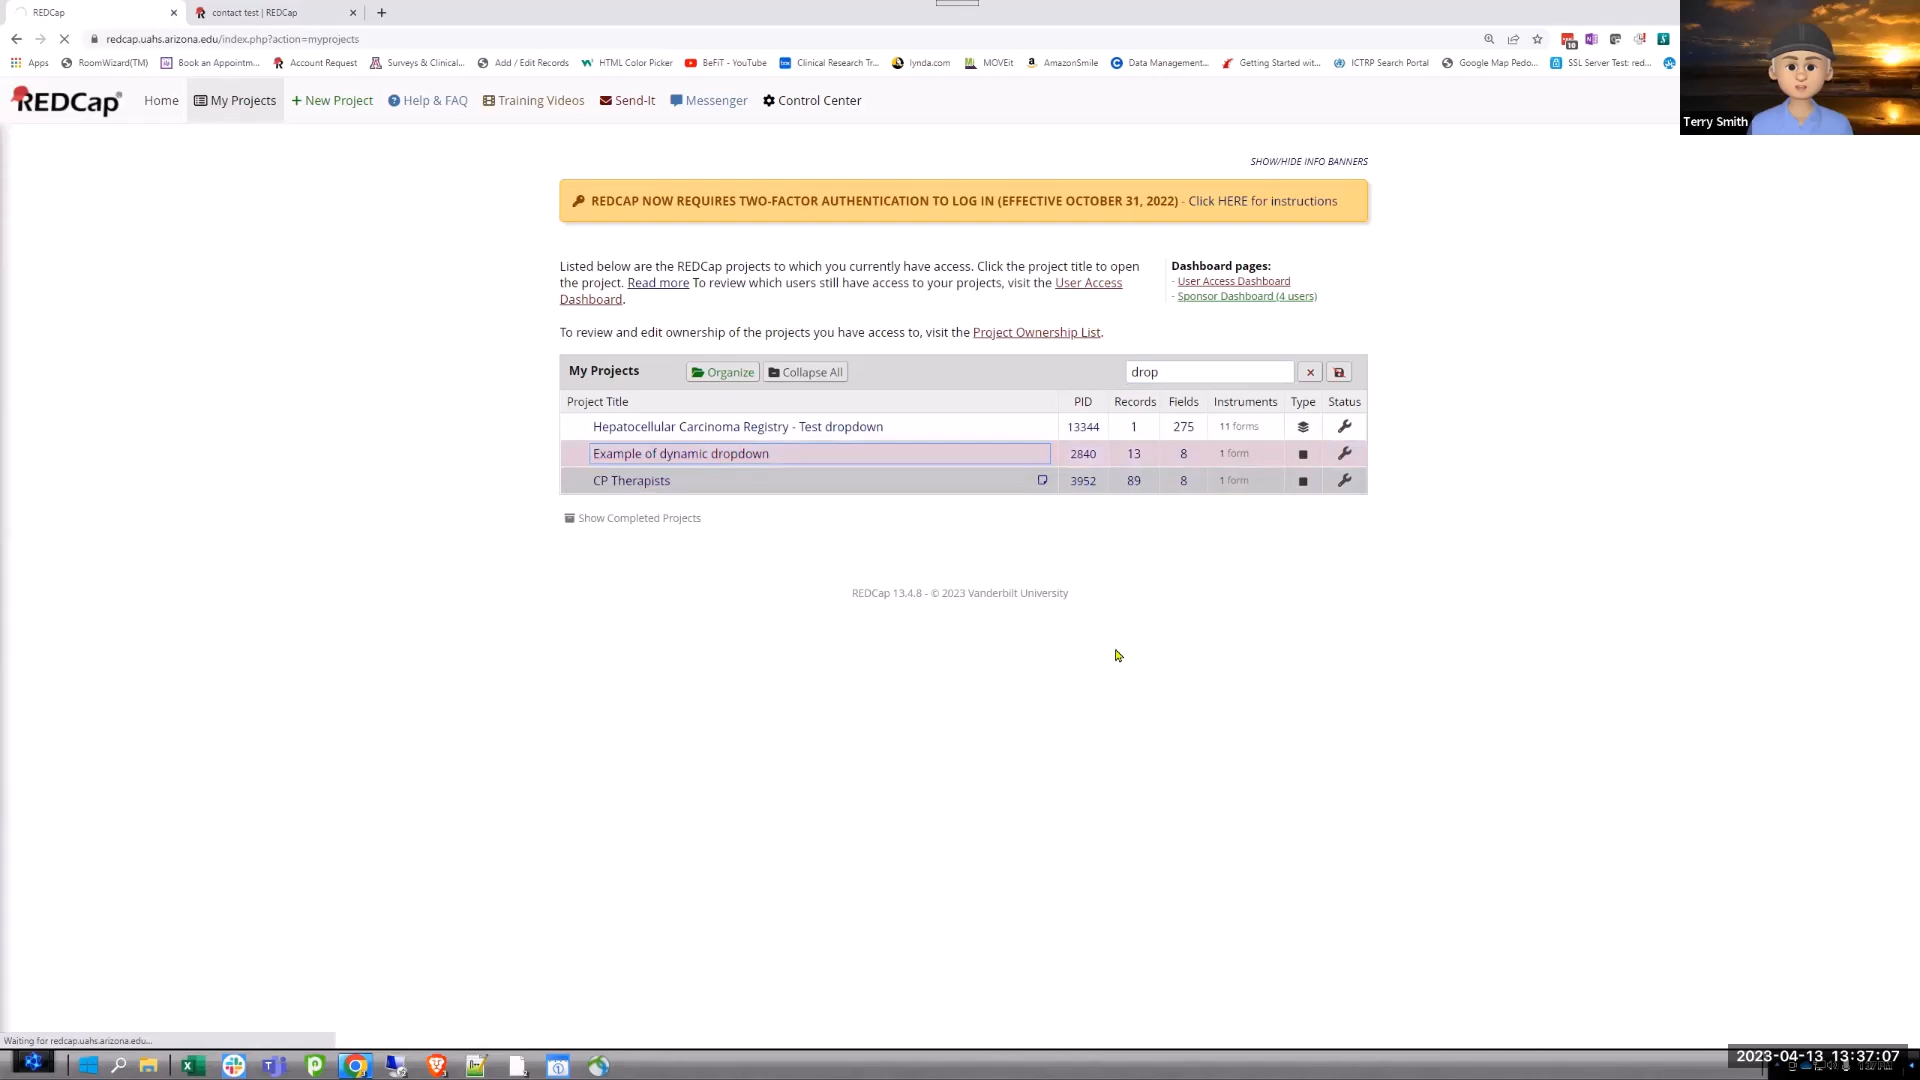 REDCap
contact test | REDCap
redcap.uahs.arizona.edu/index.php?action=myprojects
10
Apps RoomWizard(TM) Book an Appointm... Account Request Surveys & Clinical... Add / Edit Records HTML Color Picker BeFiT - YouTube Clinical Research Tr... lynda.com MOVEit AmazonSmile Data Management... Getting Started wit... ICTRP Search Portal Google Map Pedo... SSL Server Test: red...
Terry Smith
REDCap Home My Projects + New Project Help & FAQ Training Videos Send-It Messenger Control Center
SHOW/HIDE INFO BANNERS
REDCAP NOW REQUIRES TWO-FACTOR AUTHENTICATION TO LOG IN (EFFECTIVE OCTOBER 31, 2022) - Click HERE for instructions
Listed below are the REDCap projects to which you currently have access. Click the project title to open
the project. Read more To review which users still have access to your projects, visit the User Access
Dashboard.
Dashboard pages:
- User Access Dashboard
- Sponsor Dashboard (4 users)
To review and edit ownership of the projects you have access to, visit the Project Ownership List.
My Projects Organize Collapse All drop
Project Title PID Records Fields Instruments Type Status
Hepatocellular Carcinoma Registry - Test dropdown 13344 1 275 11 forms
Example of dynamic dropdown 2840 13 8 1 form
CP Therapists 3952 89 8 1 form
Show Completed Projects
REDCap 13.4.8 - © 2023 Vanderbilt University
Waiting for redcap.uahs.arizona.edu...
2023-04-13 13:37:07